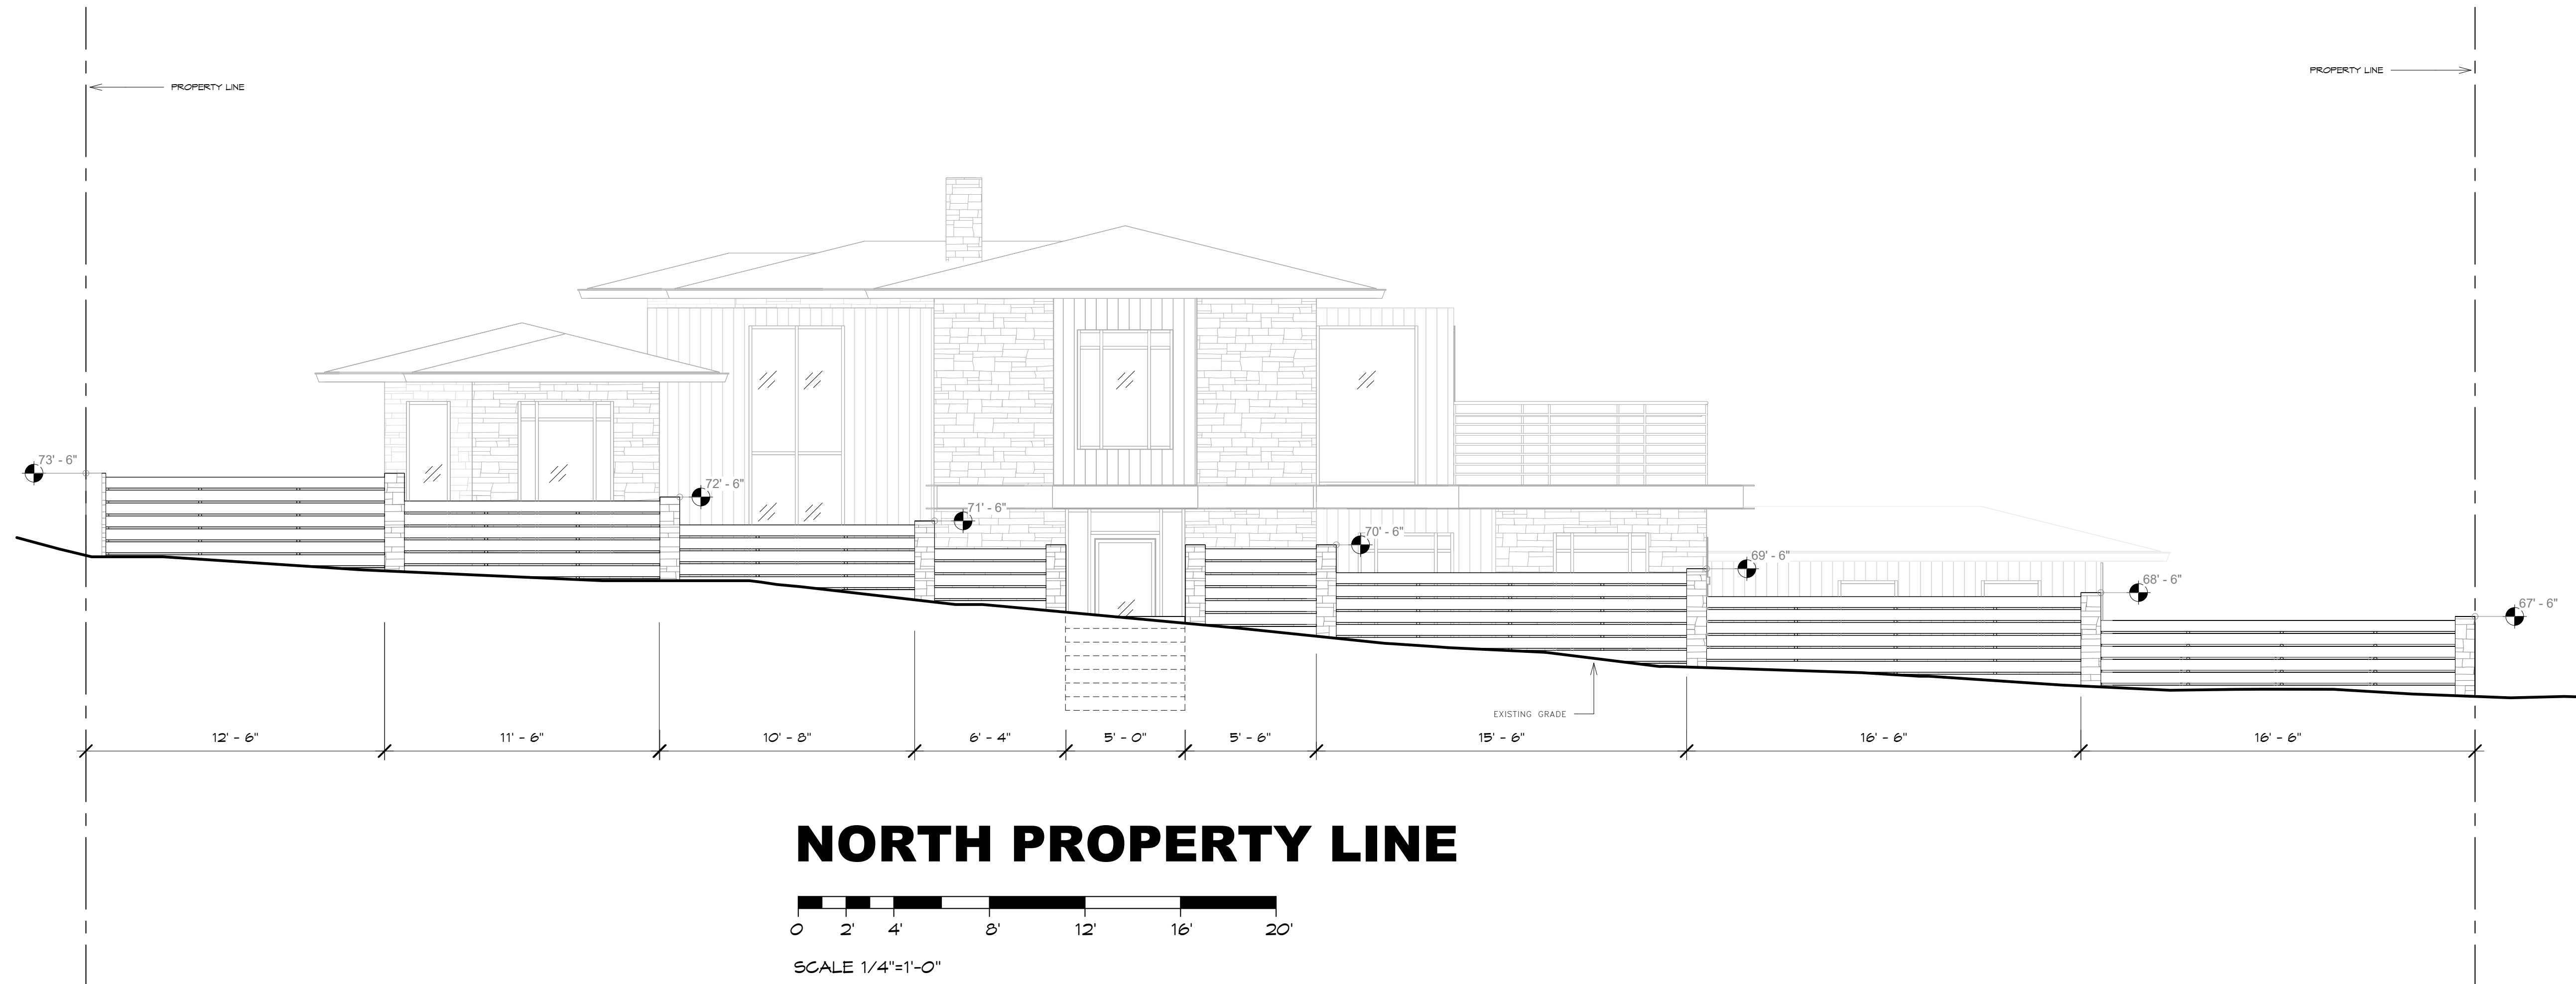 PROPERTY LINE
PROPERTY LINE
73' - 6"
72' - 6"
71' - 6"
70' - 6"
69' - 6"
68' - 6"
67' - 6"
EXISTING GRADE
12' - 6"
11' - 6"
10' - 8"
6' - 4"
5' - 0"
5' - 6"
15' - 6"
16' - 6"
16' - 6"
NORTH PROPERTY LINE
0 2' 4' 8' 12' 16' 20'
SCALE 1/4"=1'-0"